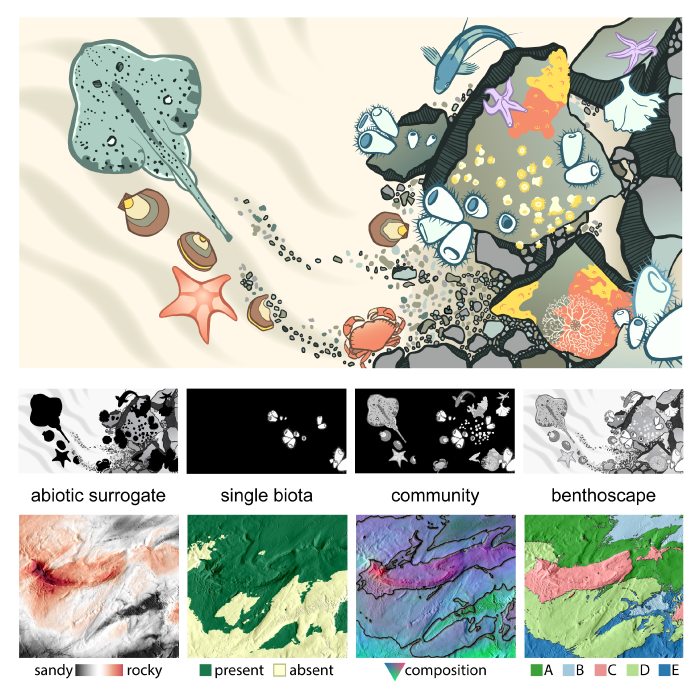 abiotic surrogate single biota community benthoscape
sandy rocky present absent composition A B C D E